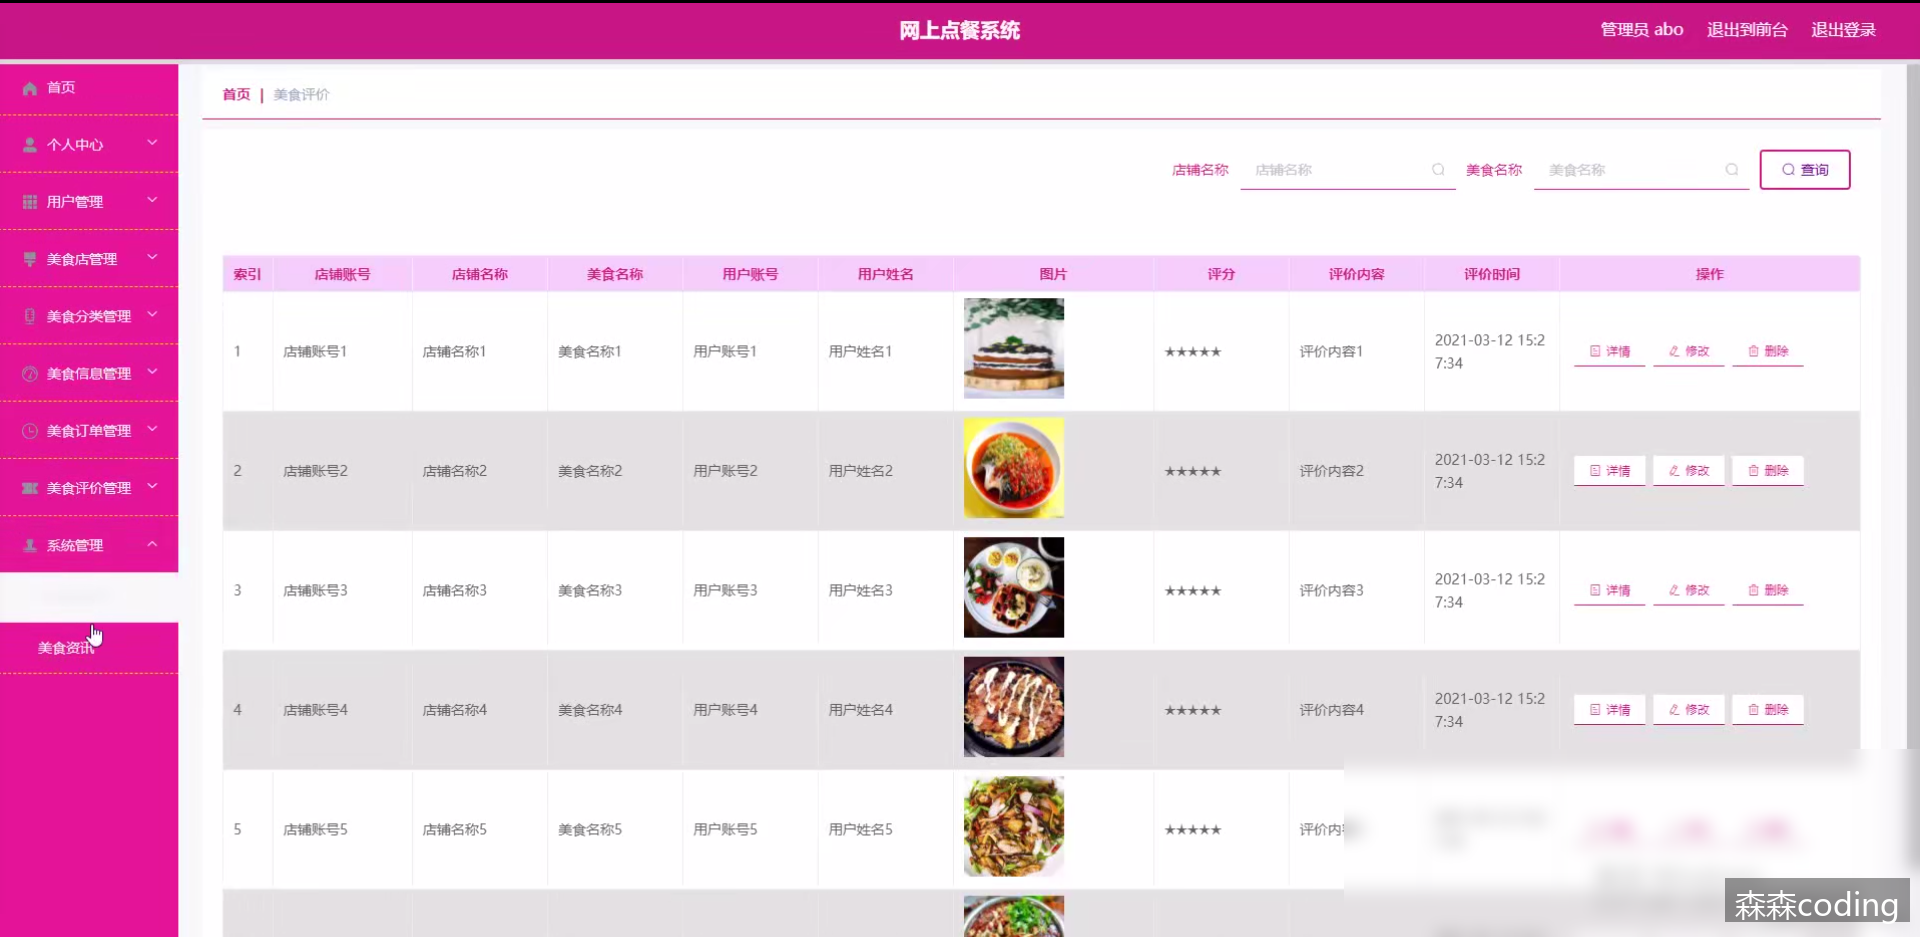 网上点餐系统
管理员 abo 退出到前台 退出登录
首页
个人中心
用户管理
美食店管理
美食分类管理
美食信息管理
美食订单管理
美食评价管理
系统管理
美食资讯
首页 | 美食评价
店铺名称 店铺名称 美食名称 美食名称 查询
索引 店铺账号 店铺名称 美食名称 用户账号 用户姓名 图片 评分 评价内容 评价时间 操作
1 店铺账号1 店铺名称1 美食名称1 用户账号1 用户姓名1 ★★★★★ 评价内容1 2021-03-12 15:2
7:34 详情 修改 删除
2 店铺账号2 店铺名称2 美食名称2 用户账号2 用户姓名2 ★★★★★ 评价内容2 2021-03-12 15:2
7:34 详情 修改 删除
3 店铺账号3 店铺名称3 美食名称3 用户账号3 用户姓名3 ★★★★★ 评价内容3 2021-03-12 15:2
7:34 详情 修改 删除
4 店铺账号4 店铺名称4 美食名称4 用户账号4 用户姓名4 ★★★★★ 评价内容4 2021-03-12 15:2
7:34 详情 修改 删除
5 店铺账号5 店铺名称5 美食名称5 用户账号5 用户姓名5 ★★★★★ 评价内
森森coding